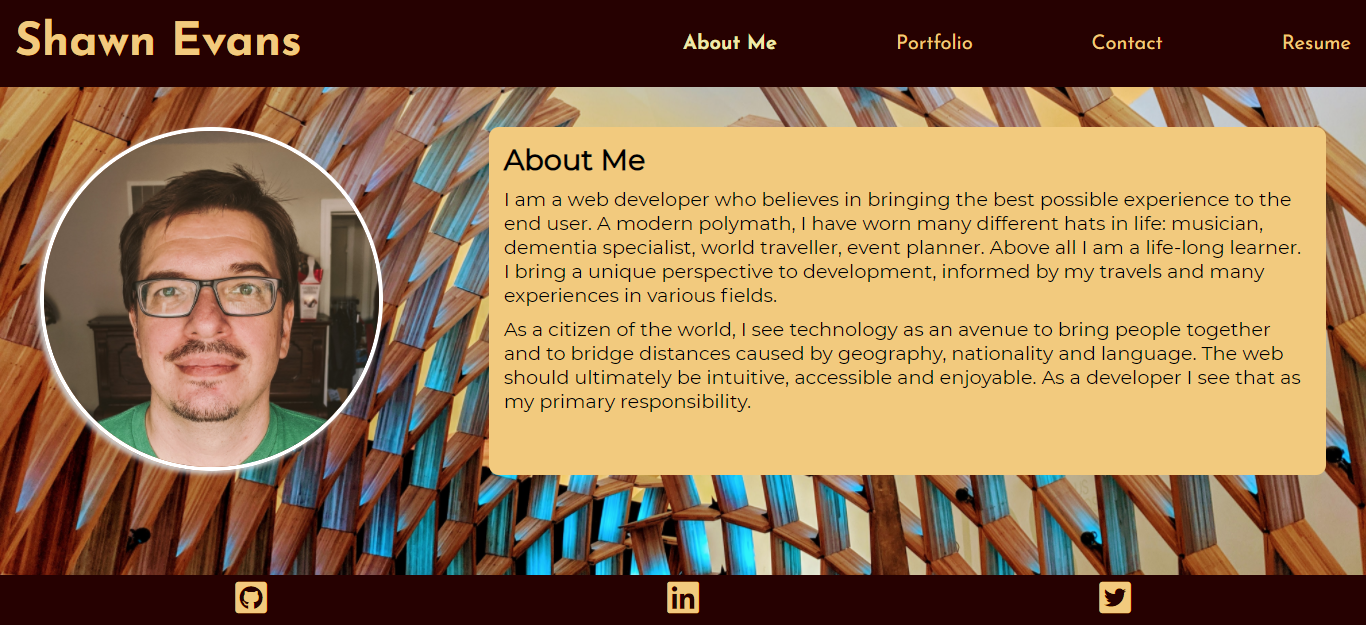 Shawn Evans
About Me
Portfolio
Contact
Resume
About Me
I am a web developer who believes in bringing the best possible experience to the
end user. A modern polymath, I have worn many different hats in life: musician,
dementia specialist, world traveller, event planner. Above all I am a life-long learner.
I bring a unique perspective to development, informed by my travels and many
experiences in various fields.
As a citizen of the world, I see technology as an avenue to bring people together
and to bridge distances caused by geography, nationality and language. The web
should ultimately be intuitive, accessible and enjoyable. As a developer I see that as
my primary responsibility.
in